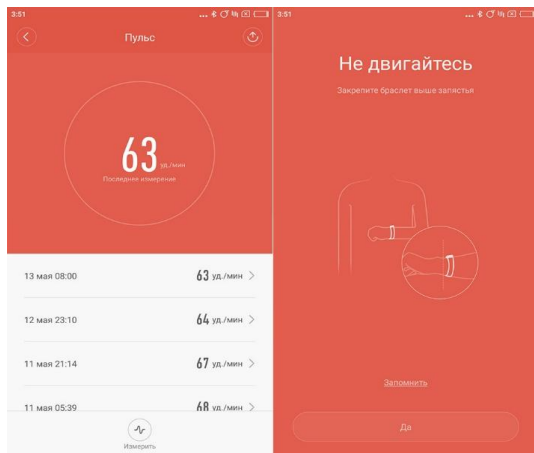 3:51
Пульс
63 уд./мин
Последнее измерение
13 мая 08:00 63 уд./мин
12 мая 23:10 64 уд./мин
11 мая 21:14 67 уд./мин
11 мая 05:39 68 уд./мин
Измерить
3:51
Не двигайтесь
Закрепите браслет выше запястья
Запомнить
Да